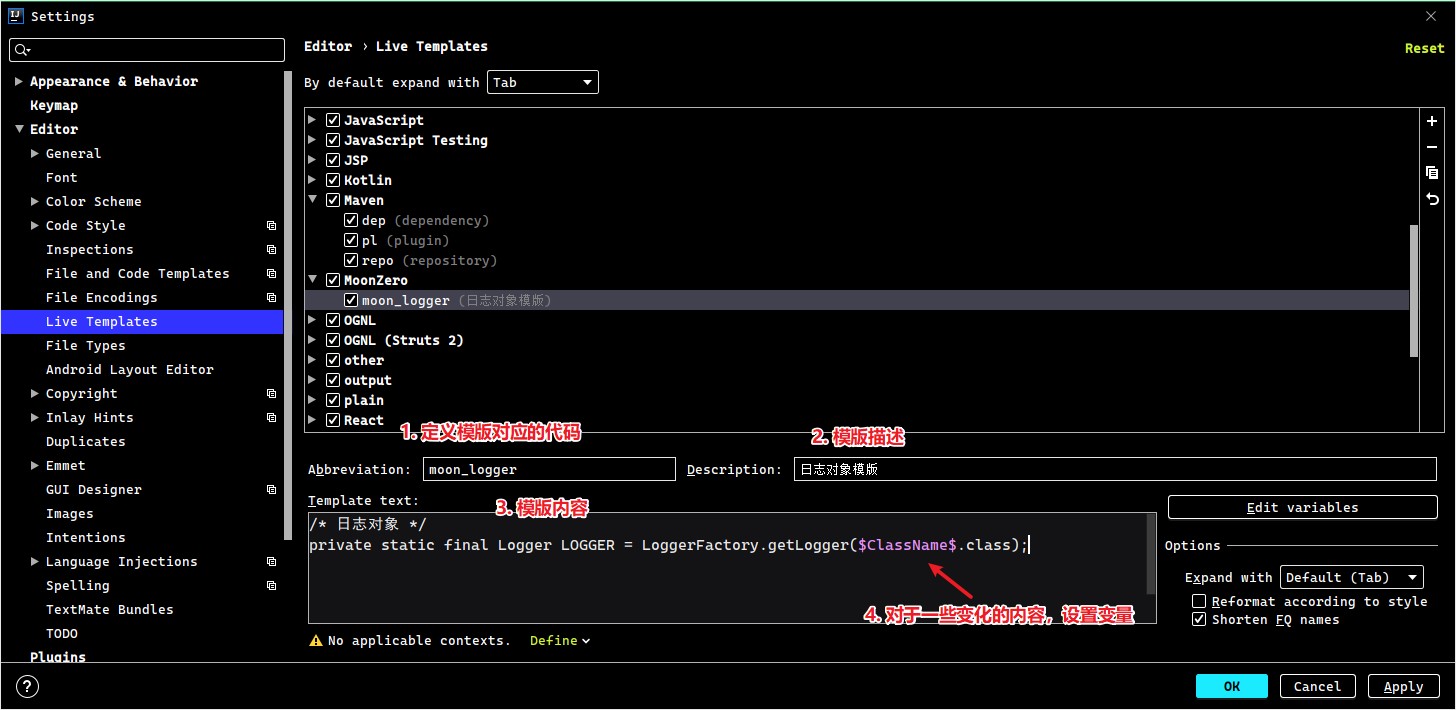 Settings
Appearance & Behavior
Keymap
Editor
General
Font
Color Scheme
Code Style
Inspections
File and Code Templates
File Encodings
Live Templates
File Types
Android Layout Editor
Copyright
Inlay Hints
Duplicates
Emmet
GUI Designer
Images
Intentions
Language Injections
Spelling
TextMate Bundles
TODO
Plugins
Editor › Live Templates
Reset
By default expand with Tab
JavaScript
JavaScript Testing
JSP
Kotlin
Maven
dep (dependency)
pl (plugin)
repo (repository)
MoonZero
moon_logger (日志对象模版)
OGNL
OGNL (Struts 2)
other
output
plain
React
1. 定义模版对应的代码
2. 模版描述
Abbreviation: moon_logger
Description: 日志对象模版
Template text:
3. 模版内容
/* 日志对象 */
private static final Logger LOGGER = LoggerFactory.getLogger($ClassName$.class);
4. 对于一些变化的内容，设置变量
No applicable contexts. Define
Edit variables
Options
Expand with Default (Tab)
Reformat according to style
Shorten FQ names
?
OK
Cancel
Apply